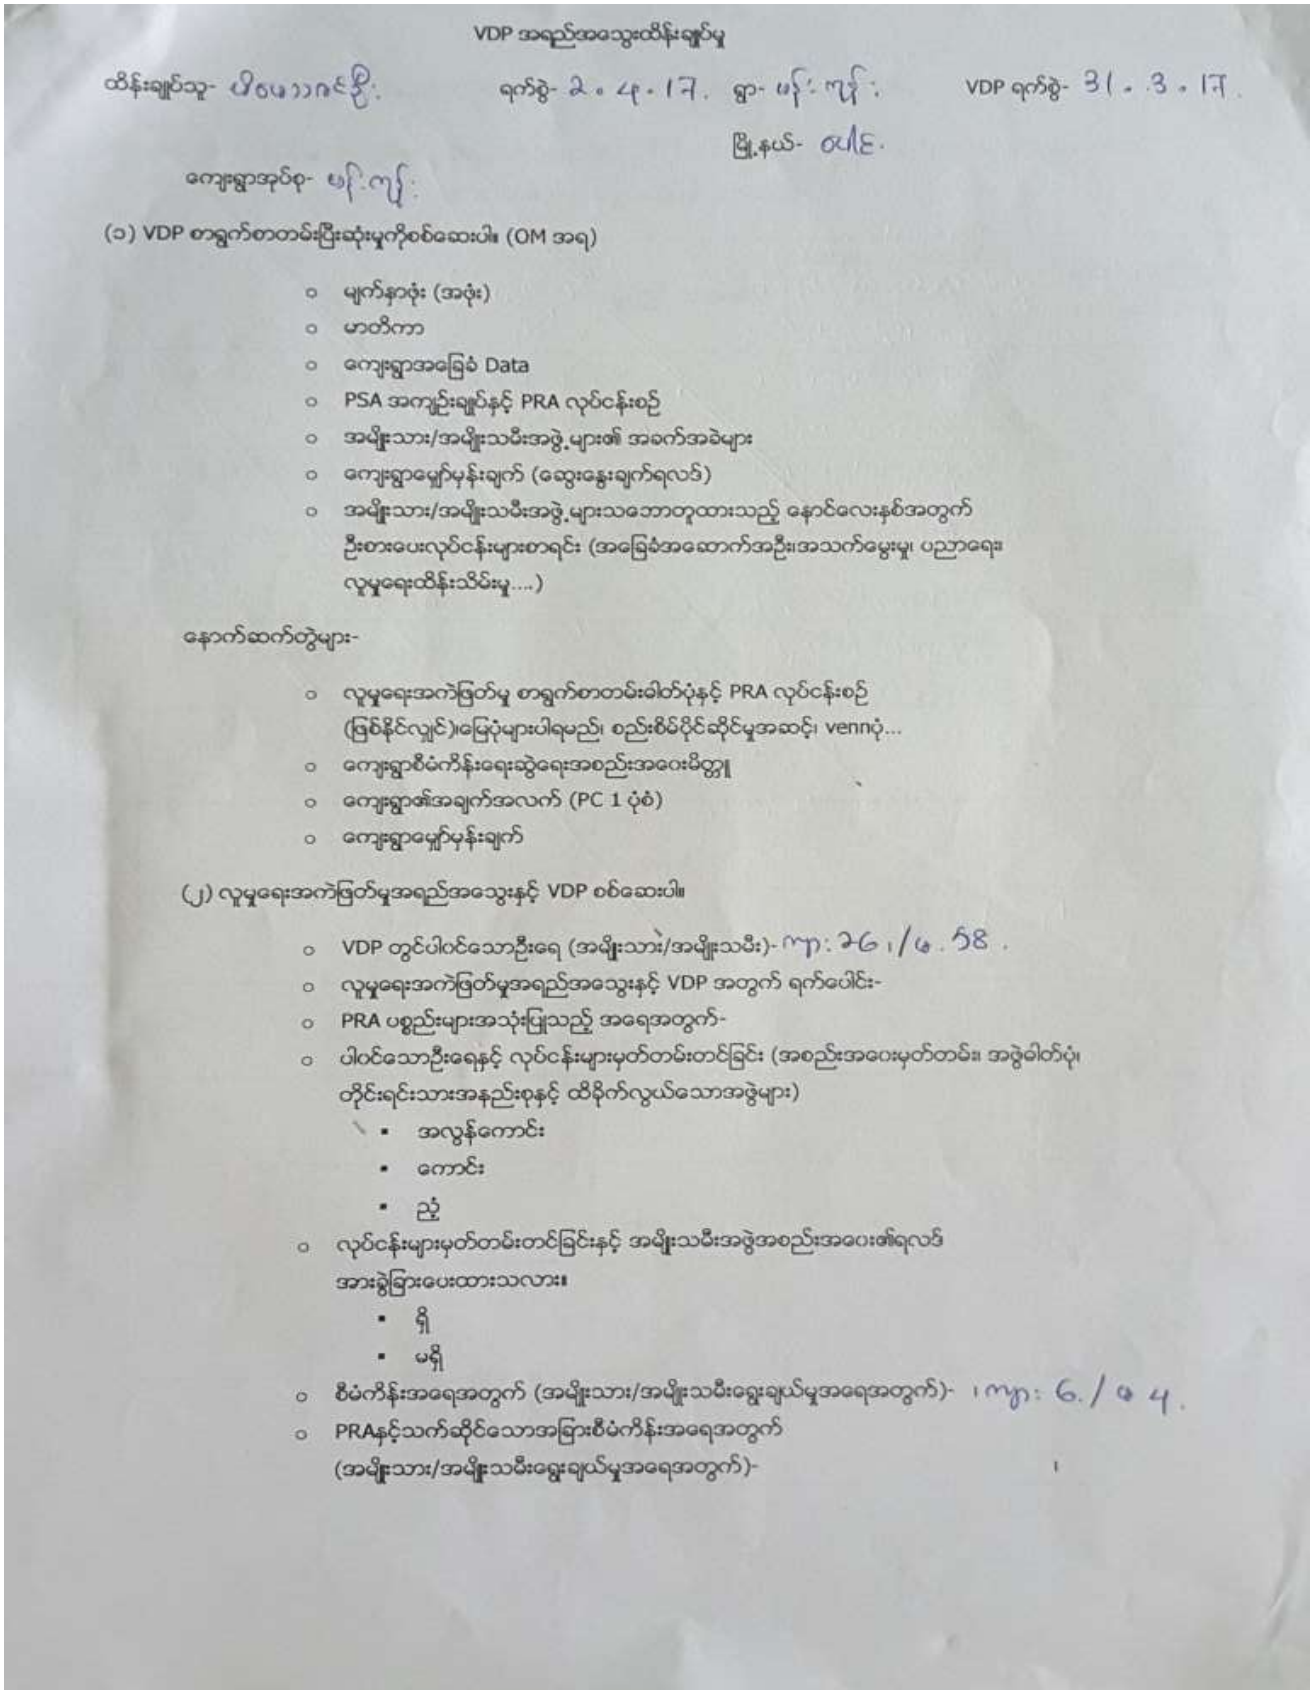 VDP အရည်အသွေးထိန်းချုပ်မှု
ထိန်းချုပ်သူ- ရက်စွဲ- 2.4.17. ရွာ- ဖန်းကုန်း VDP ရက်စွဲ- 31.3.17.
မြို့နယ်-
ကျေးရွာအုပ်စု- ဖန်းကုန်း
(၁) VDP စာရွက်စာတမ်းပြီးဆုံးမှုကိုစစ်ဆေးပါ။ (OM အရ)
○ မျက်နှာဖုံး (အဖုံး)
○ မာတိကာ
○ ကျေးရွာအခြေခံ Data
○ PSA အကျဉ်းချုပ်နှင့် PRA လုပ်ငန်းစဉ်
○ အမျိုးသား/အမျိုးသမီးအဖွဲ့များ၏ အခက်အခဲများ
○ ကျေးရွာမျှော်မှန်းချက် (ဆွေးနွေးချက်ရလဒ်)
○ အမျိုးသား/အမျိုးသမီးအဖွဲ့များသဘောတူထားသည့် နောင်လေးနှစ်အတွက်
ဦးစားပေးလုပ်ငန်းများစာရင်း (အခြေခံအဆောက်အဦး၊အသက်မွေးမှု၊ ပညာရေး၊
လူမှုရေးထိန်းသိမ်းမှု....)
နောက်ဆက်တွဲများ-
○ လူမှုရေးအကဲဖြတ်မှု စာရွက်စာတမ်းဓါတ်ပုံနှင့် PRA လုပ်ငန်းစဉ်
(ဖြစ်နိုင်လျှင်)၊မြေပုံများပါရမည်၊ စည်းစိမ်ပိုင်ဆိုင်မှုအဆင့်၊ vennပုံ...
○ ကျေးရွာစီမံကိန်းရေးဆွဲရေးအစည်းအဝေးမိတ္တူ
○ ကျေးရွာ၏အချက်အလက် (PC 1 ပုံစံ)
○ ကျေးရွာမျှော်မှန်းချက်
(၂) လူမှုရေးအကဲဖြတ်မှုအရည်အသွေးနှင့် VDP စစ်ဆေးပါ။
○ VDP တွင်ပါဝင်သောဦးရေ (အမျိုးသား/အမျိုးသမီး)- ကျား 26 ၊/မ. 58 .
○ လူမှုရေးအကဲဖြတ်မှုအရည်အသွေးနှင့် VDP အတွက် ရက်ပေါင်း-
○ PRA ပစ္စည်းများအသုံးပြုသည့် အရေအတွက်-
○ ပါဝင်သောဦးရေနှင့် လုပ်ငန်းများမှတ်တမ်းတင်ခြင်း (အစည်းအဝေးမှတ်တမ်း၊ အဖွဲဓါတ်ပုံ၊
တိုင်းရင်းသားအနည်းစုနှင့် ထိခိုက်လွယ်သောအဖွဲများ)
▪ အလွန်ကောင်း
▪ ကောင်း
▪ ညံ့
○ လုပ်ငန်းများမှတ်တမ်းတင်ခြင်းနှင့် အမျိုးသမီးအဖွဲအစည်းအဝေး၏ရလဒ်
အားခွဲခြားပေးထားသလား။
▪ ရှိ
▪ မရှိ
○ စီမံကိန်းအရေအတွက် (အမျိုးသား/အမျိုးသမီးရွေးချယ်မှုအရေအတွက်)- ၊ ကျား 6./ မ 4 .
○ PRAနှင့်သက်ဆိုင်သောအခြားစီမံကိန်းအရေအတွက်
(အမျိုးသား/အမျိုးသမီးရွေးချယ်မှုအရေအတွက်)- ၊